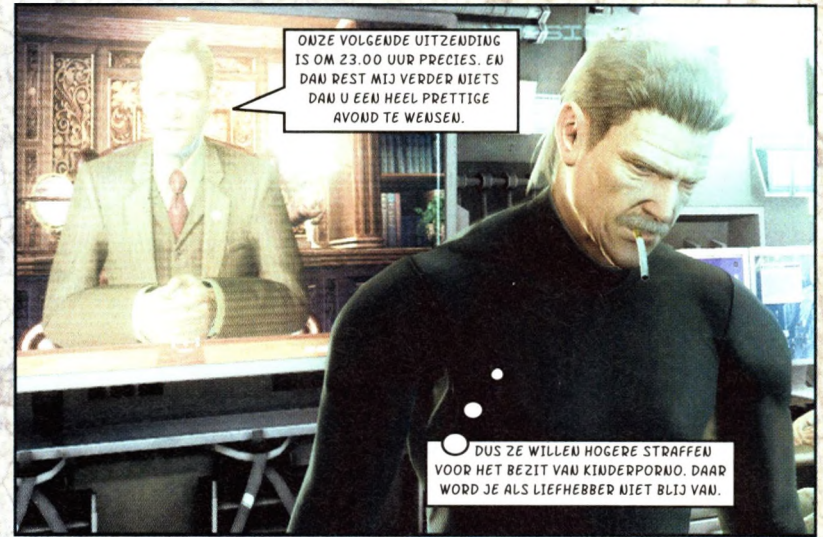 ONZE VOLGENDE UITZENDING
IS OM 23.00 UUR PRECIES. EN
DAN REST MIJ VERDER NIETS
DAN U EEN HEEL PRETTIGE
AVOND TE WENSEN.
DUS ZE WILLEN HOGERE STRAFFEN
VOOR HET BEZIT VAN KINDERPORNO. DAAR
WORD JE ALS LIEFHEBBER NIET BLIJ VAN.